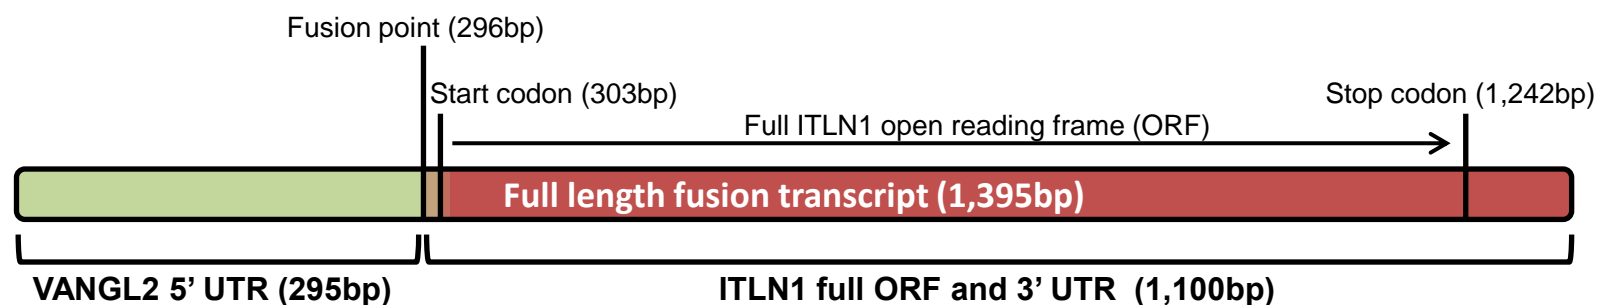 Fusion point (296bp)
Start codon (303bp)
Stop codon (1,242bp)
Full ITLN1 open reading frame (ORF)
Full length fusion transcript (1,395bp)
VANGL2 5’ UTR (295bp)
ITLN1 full ORF and 3’ UTR (1,100bp)